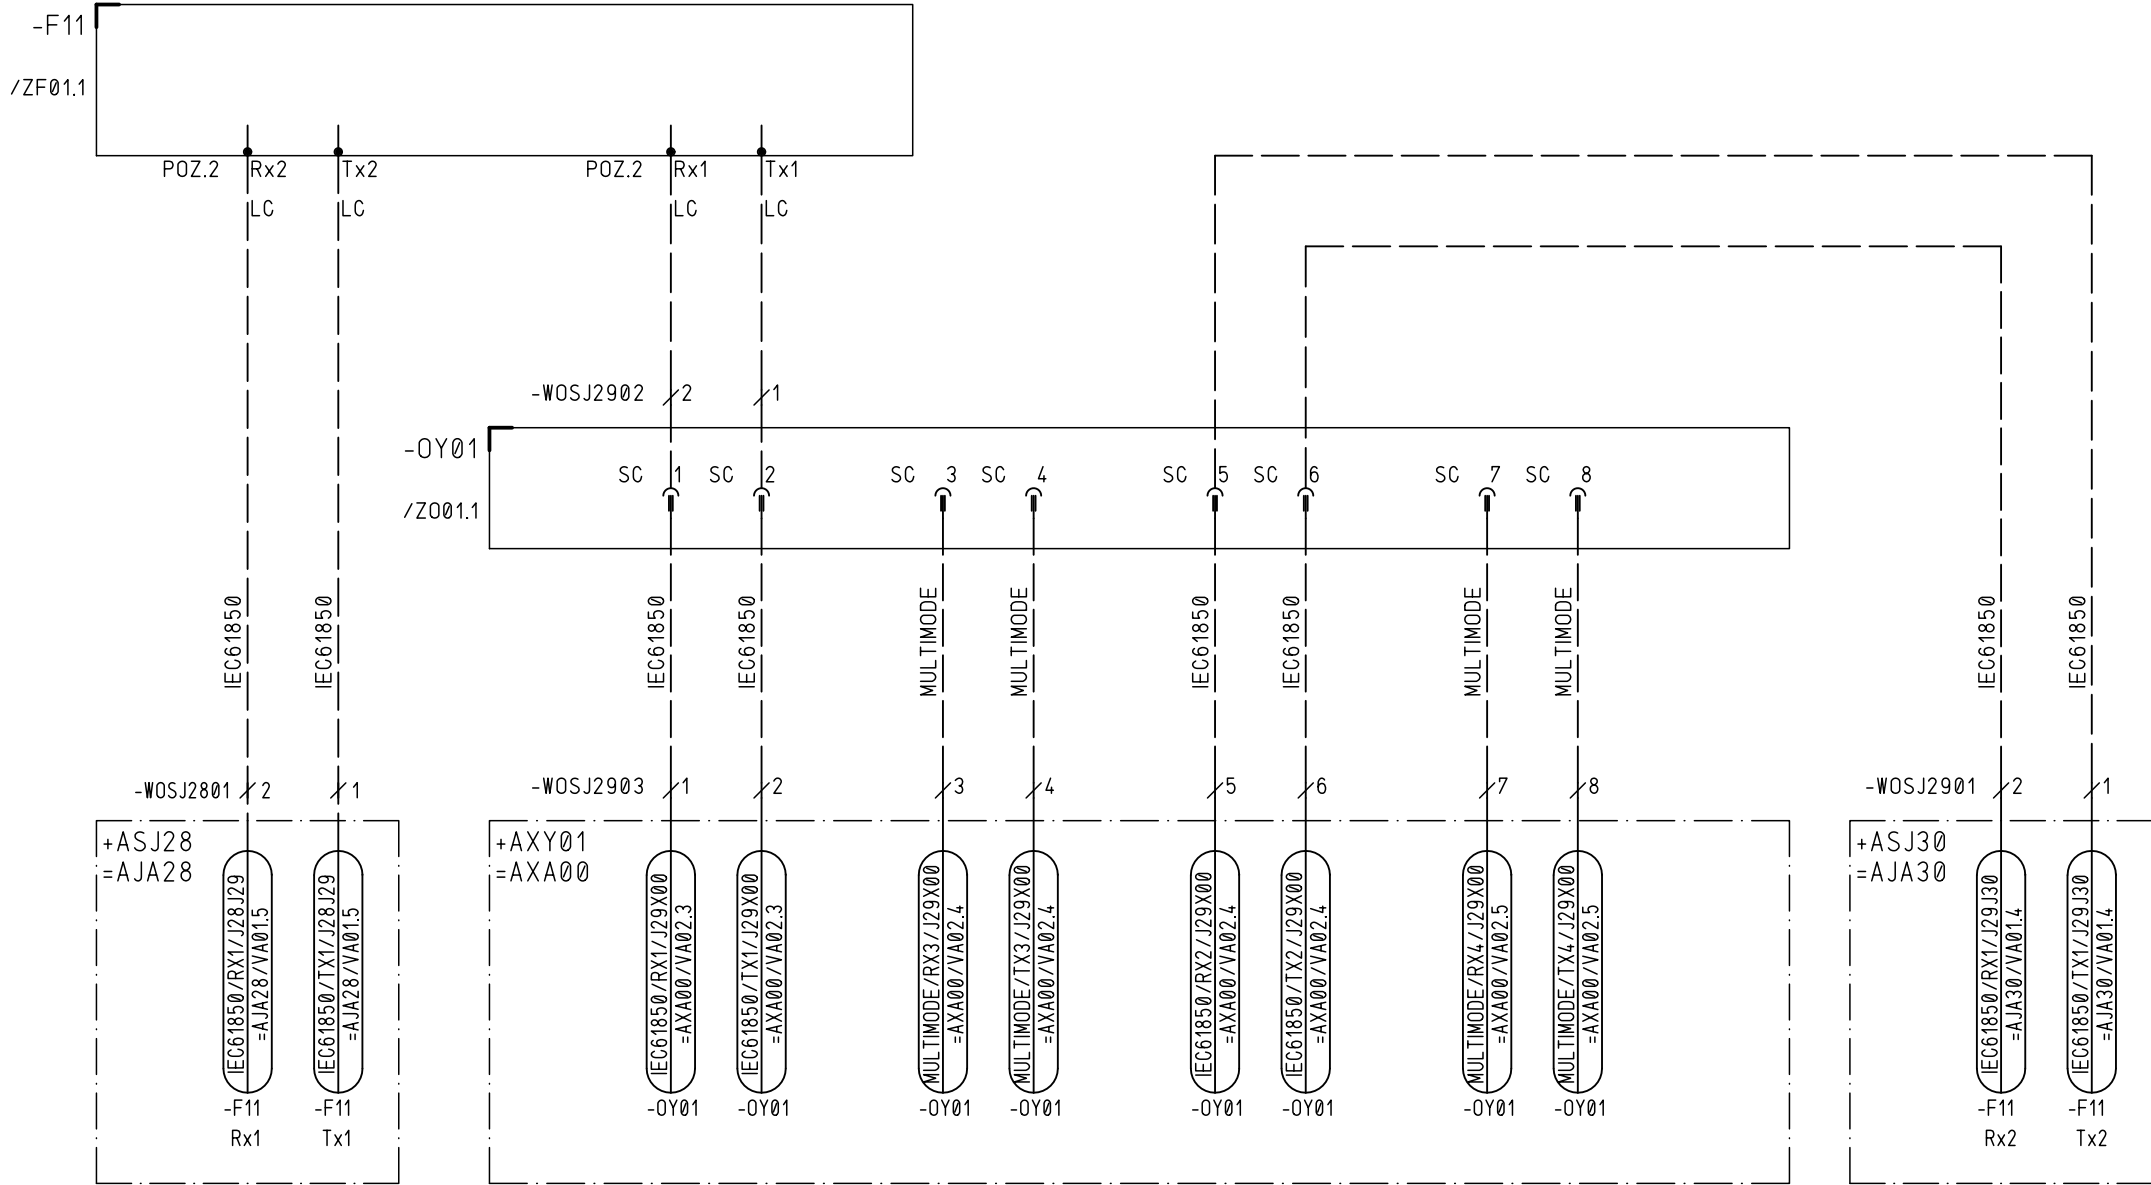 -F11
/ZF01.1
POZ.2 Rx2 Tx2 POZ.2 Rx1 Tx1
LC LC LC LC
-WOSJ2902 2 1
-OY01
/ZO01.1
SC 1 SC 2 SC 3 SC 4 SC 5 SC 6 SC 7 SC 8
IEC61850
IEC61850
IEC61850
IEC61850
MULTIMODE
MULTIMODE
IEC61850
IEC61850
MULTIMODE
MULTIMODE
IEC61850
IEC61850
-WOSJ2801 2 1
-WOSJ2903 1 2 3 4 5 6 7 8
-WOSJ2901 2 1
+ASJ28
=AJA28
IEC61850/RX1/J28J29
=AJA28/VA01.5
IEC61850/TX1/J28J29
=AJA28/VA01.5
-F11 -F11
Rx1 Tx1
+AXY01
=AXA00
IEC61850/RX1/J29X00
=AXA00/VA02.3
IEC61850/TX1/J29X00
=AXA00/VA02.3
MULTIMODE/RX3/J29X00
=AXA00/VA02.4
MULTIMODE/TX3/J29X00
=AXA00/VA02.4
IEC61850/RX2/J29X00
=AXA00/VA02.4
IEC61850/TX2/J29X00
=AXA00/VA02.4
MULTIMODE/RX4/J29X00
=AXA00/VA02.5
MULTIMODE/TX4/J29X00
=AXA00/VA02.5
-OY01 -OY01 -OY01 -OY01 -OY01 -OY01 -OY01 -OY01
+ASJ30
=AJA30
IEC61850/RX1/J29J30
=AJA30/VA01.4
IEC61850/TX1/J29J30
=AJA30/VA01.4
-F11 -F11
Rx2 Tx2